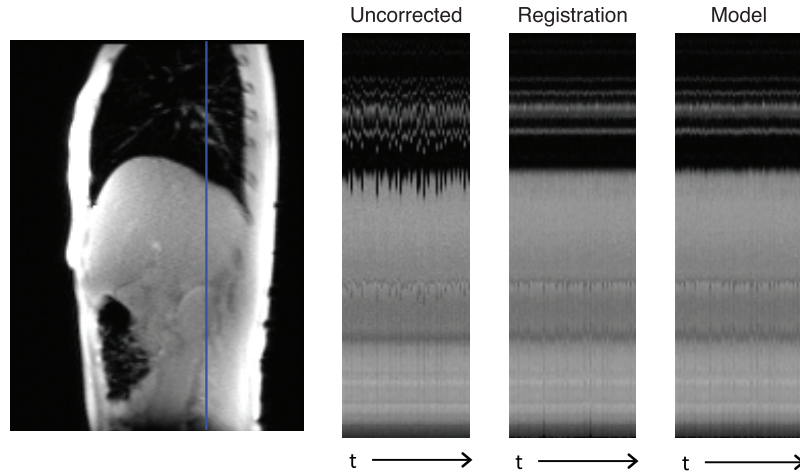 Uncorrected
Registration
Model
t
t
t